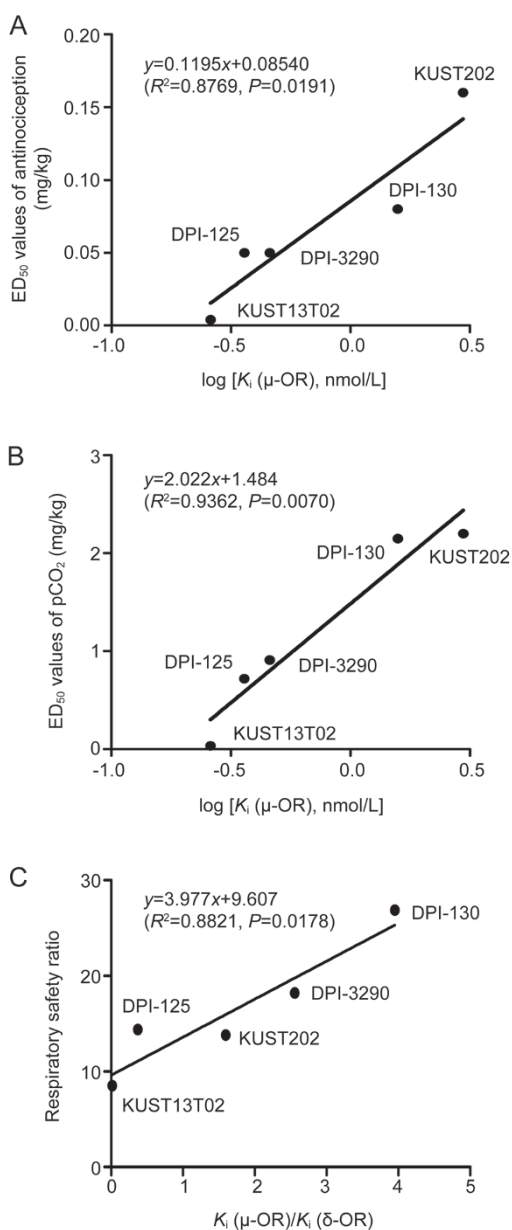 A
y=0.1195x+0.08540
(R²=0.8769, P=0.0191)
KUST202
DPI-130
DPI-125
DPI-3290
KUST13T02
0.20
0.15
0.10
0.05
0.00
ED₅₀ values of antinociception
(mg/kg)
-1.0
-0.5
0.0
0.5
log [Kᵢ (μ-OR), nmol/L]
B
y=2.022x+1.484
(R²=0.9362, P=0.0070)
DPI-130
KUST202
DPI-125
DPI-3290
KUST13T02
3
2
1
0
ED₅₀ values of pCO₂ (mg/kg)
-1.0
-0.5
0.0
0.5
log [Kᵢ (μ-OR), nmol/L]
C
y=3.977x+9.607
(R²=0.8821, P=0.0178)
DPI-130
DPI-3290
DPI-125
KUST202
KUST13T02
30
20
10
0
Respiratory safety ratio
0
1
2
3
4
5
Kᵢ (μ-OR)/Kᵢ (δ-OR)